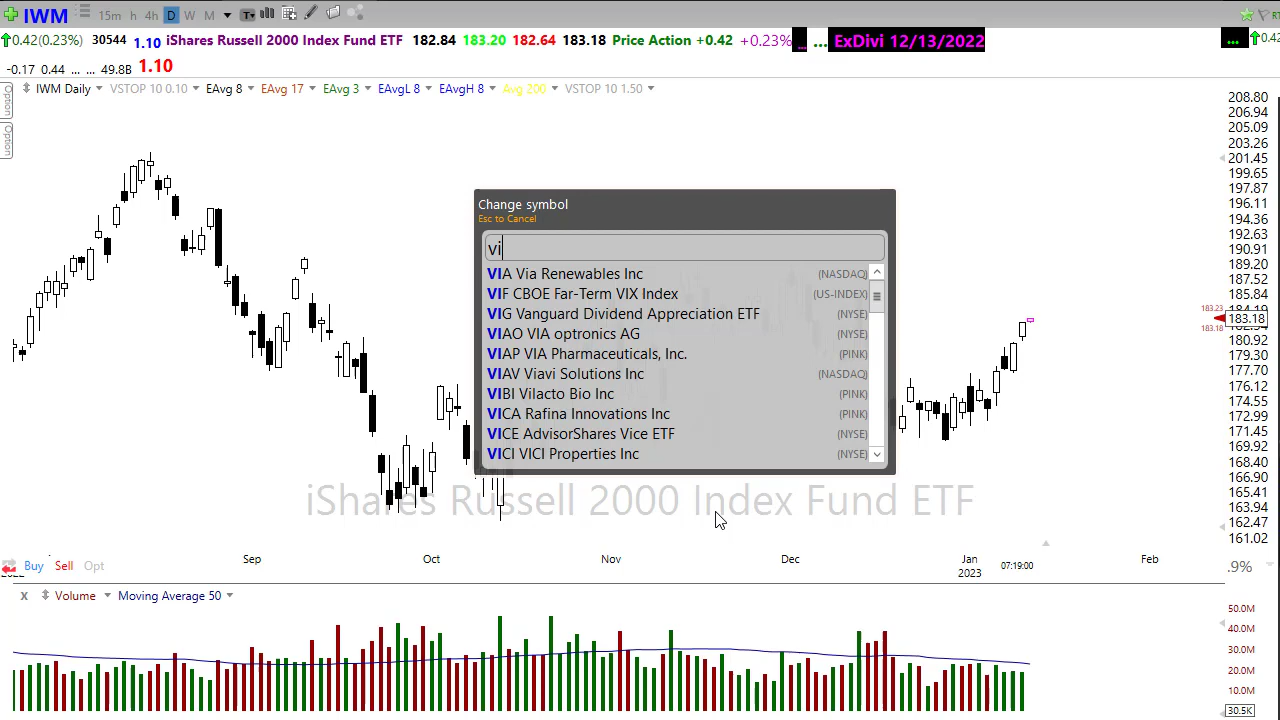 IWM 15m h 4h D W M T
0.42(0.23%) 30544 1.10 iShares Russell 2000 Index Fund ETF 182.84 183.20 182.64 183.18 Price Action +0.42 +0.23% ... ... ExDivi 12/13/2022 ... 0.42
-0.17 0.44 ... ... 49.8B 1.10
IWM Daily VSTOP 10 0.10 EAvg 8 EAvg 17 EAvg 3 EAvgL 8 EAvgH 8 Avg 200 VSTOP 10 1.50
Option
Option
208.80
206.94
205.09
203.26
201.45
199.65
197.87
196.11
194.36
192.63
190.91
189.20
187.52
185.84
183.23
183.18
183.18
180.92
179.30
177.70
176.12
174.55
172.99
171.45
169.92
168.40
166.90
165.41
163.94
162.47
161.02
Change symbol
Esc to Cancel
vi
VIA Via Renewables Inc (NASDAQ)
VIF CBOE Far-Term VIX Index (US-INDEX)
VIG Vanguard Dividend Appreciation ETF (NYSE)
VIAO VIA optronics AG (NYSE)
VIAP VIA Pharmaceuticals, Inc. (PINK)
VIAV Viavi Solutions Inc (NASDAQ)
VIBI Vilacto Bio Inc (PINK)
VICA Rafina Innovations Inc (PINK)
VICE AdvisorShares Vice ETF (NYSE)
VICI VICI Properties Inc (NYSE)
iShares Russell 2000 Index Fund ETF
Sep Oct Nov Dec Jan Feb
2023 07:19:00
Buy Sell Opt .9%
x Volume Moving Average 50
50.0M
40.0M
30.0M
20.0M
10.0M
30.5K